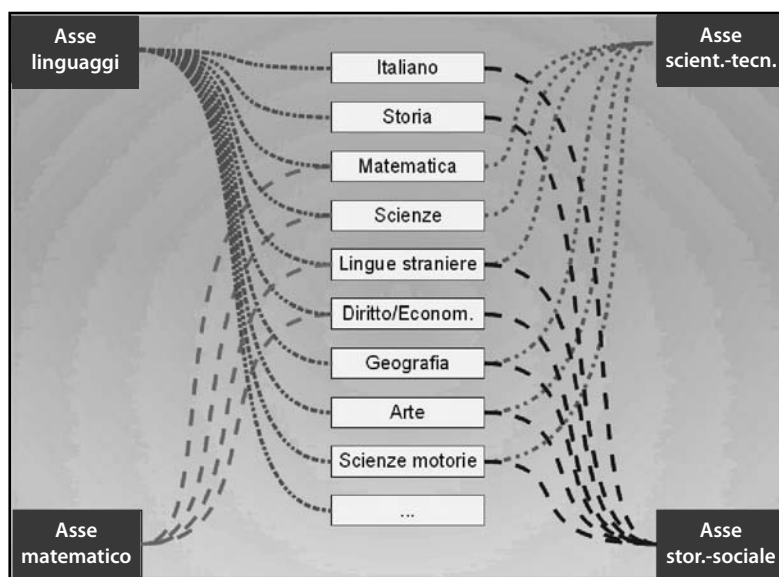 Asse
linguaggi
Asse
scient.-tecn.
Italiano
Storia
Matematica
Scienze
Lingue straniere
Diritto/Econom.
Geografia
Arte
Scienze motorie
...
Asse
matematico
Asse
stor.-sociale